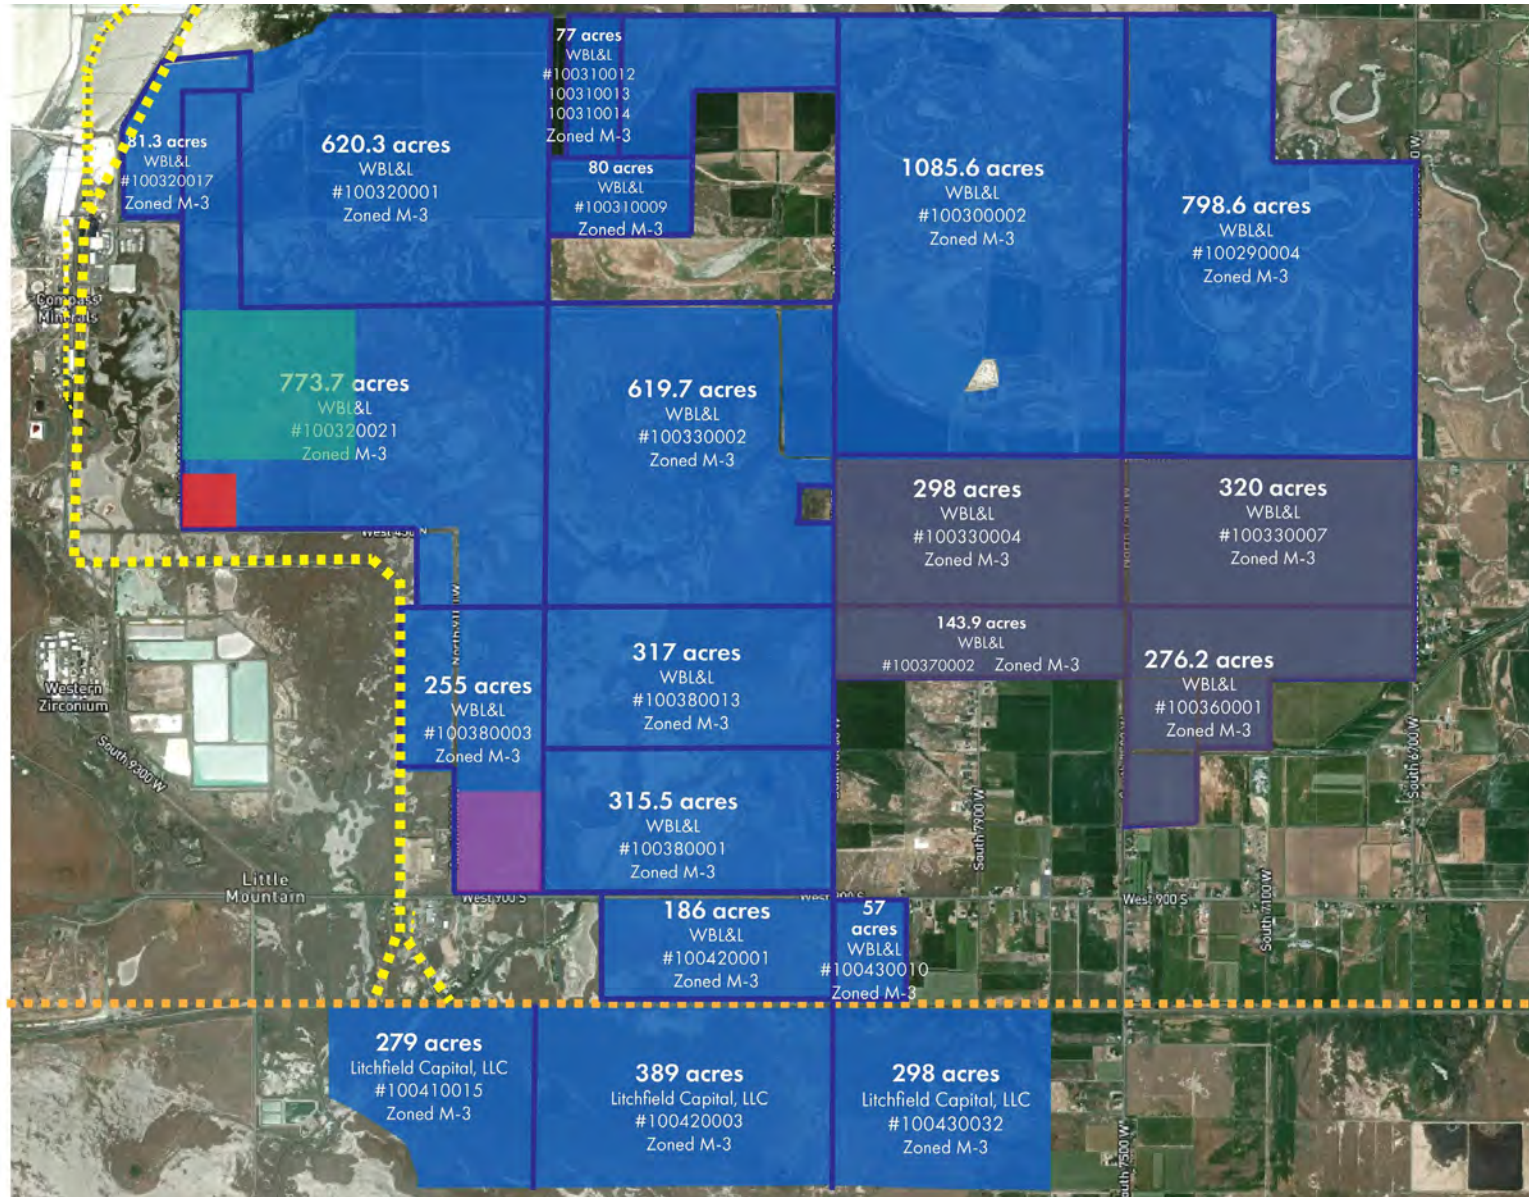 77 acres
WBL&L
#100310012
100310013
100310014
Zoned M-3
81.3 acres
WBL&L
#100320017
Zoned M-3
620.3 acres
WBL&L
#100320001
Zoned M-3
80 acres
WBL&L
#100310009
Zoned M-3
1085.6 acres
WBL&L
#100300002
Zoned M-3
798.6 acres
WBL&L
#100290004
Zoned M-3
Compass
Minerals
773.7 acres
WBL&L
#100320021
Zoned M-3
619.7 acres
WBL&L
#100330002
Zoned M-3
298 acres
WBL&L
#100330004
Zoned M-3
320 acres
WBL&L
#100330007
Zoned M-3
143.9 acres
WBL&L
#100370002 Zoned M-3
276.2 acres
WBL&L
#100360001
Zoned M-3
317 acres
WBL&L
#100380013
Zoned M-3
255 acres
WBL&L
#100380003
Zoned M-3
Western
Zirconium
South 9300 W
315.5 acres
WBL&L
#100380001
Zoned M-3
South 7900 W
South 6700 W
Little
Mountain
West 900 S
West 900 S
West 900 S
South 7100 W
186 acres
WBL&L
#100420001
Zoned M-3
57
acres
WBL&L
#100430010
Zoned M-3
279 acres
Litchfield Capital, LLC
#100410015
Zoned M-3
389 acres
Litchfield Capital, LLC
#100420003
Zoned M-3
298 acres
Litchfield Capital, LLC
#100430032
Zoned M-3
South 7500 W